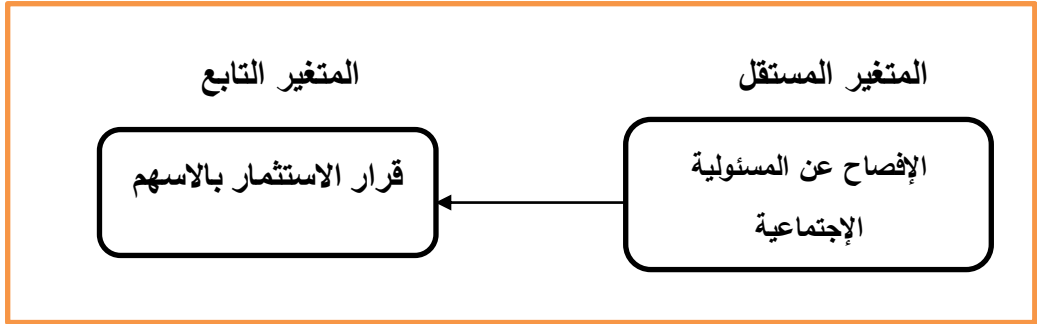 المتغير المستقل
المتغير التابع
الإفصاح عن المسئولية
الإجتماعية
قرار الاستثمار بالاسهم